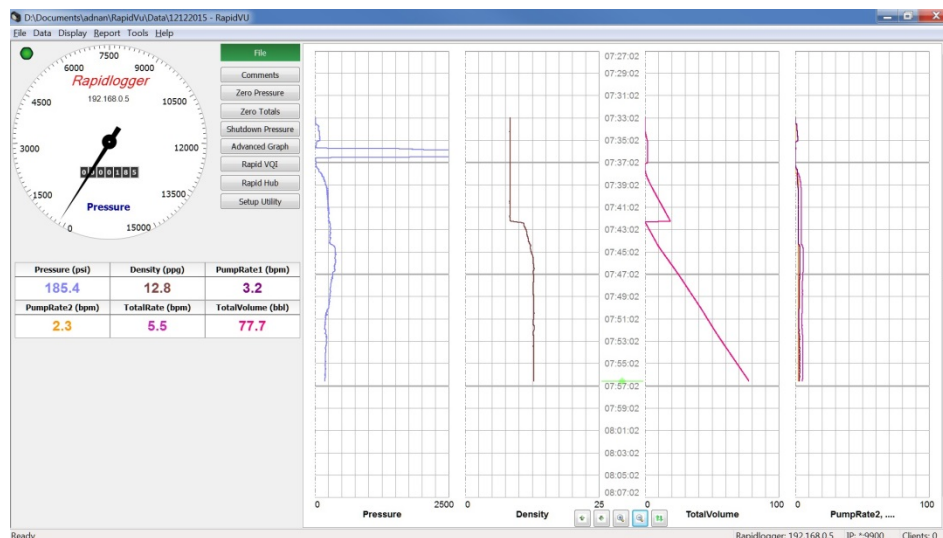 D:\Documents\adnan\RapidVu\Data\12122015 - RapidVU
File Data Display Report Tools Help
7500
6000 9000
Rapidlogger
192.168.0.5
4500 10500
3000 12000
0000185
1500 13500
Pressure
0 15000
File
Comments
Zero Pressure
Zero Totals
Shutdown Pressure
Advanced Graph
Rapid VQI
Rapid Hub
Setup Utility
Pressure (psi) Density (ppg) PumpRate1 (bpm)
185.4 12.8 3.2
PumpRate2 (bpm) TotalRate (bpm) TotalVolume (bbl)
2.3 5.5 77.7
07:27:02
07:29:02
07:31:02
07:33:02
07:35:02
07:37:02
07:39:02
07:41:02
07:43:02
07:45:02
07:47:02
07:49:02
07:51:02
07:53:02
07:55:02
07:57:02
07:59:02
08:01:02
08:03:02
08:05:02
08:07:02
0 2500 0 25 0 100 0 100
Pressure Density TotalVolume PumpRate2, ....
Ready Rapidlogger: 192.168.0.5 IP: *:9900 Clients: 0